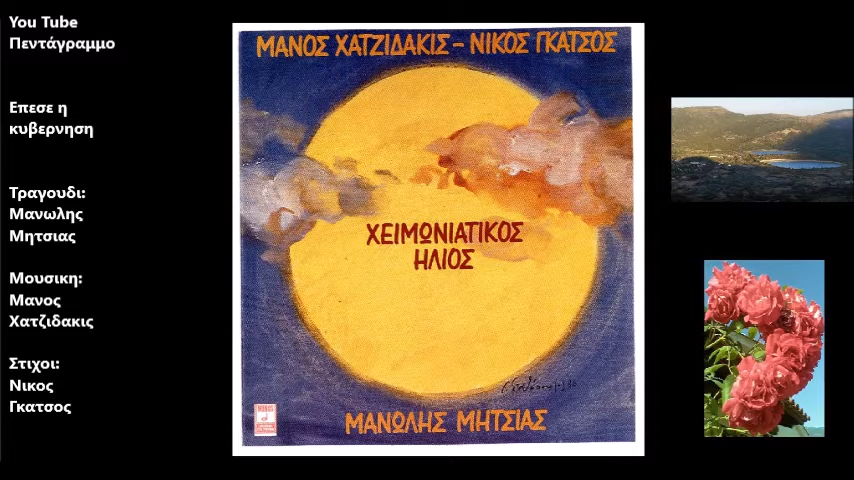 You Tube
Πεντάγραμμο
Επεσε η
κυβερνηση
Τραγουδι:
Μανωλης
Μητσιας
Μουσικη:
Μανος
Χατζιδακις
Στιχοι:
Νικος
Γκατσος
ΜΑΝΟΣ ΧΑΤΖΙΔΑΚΙΣ – ΝΙΚΟΣ ΓΚΑΤΣΟΣ
ΧΕΙΜΩΝΙΑΤΙΚΟΣ
ΗΛΙΟΣ
ΜΑΝΩΛΗΣ ΜΗΤΣΙΑΣ